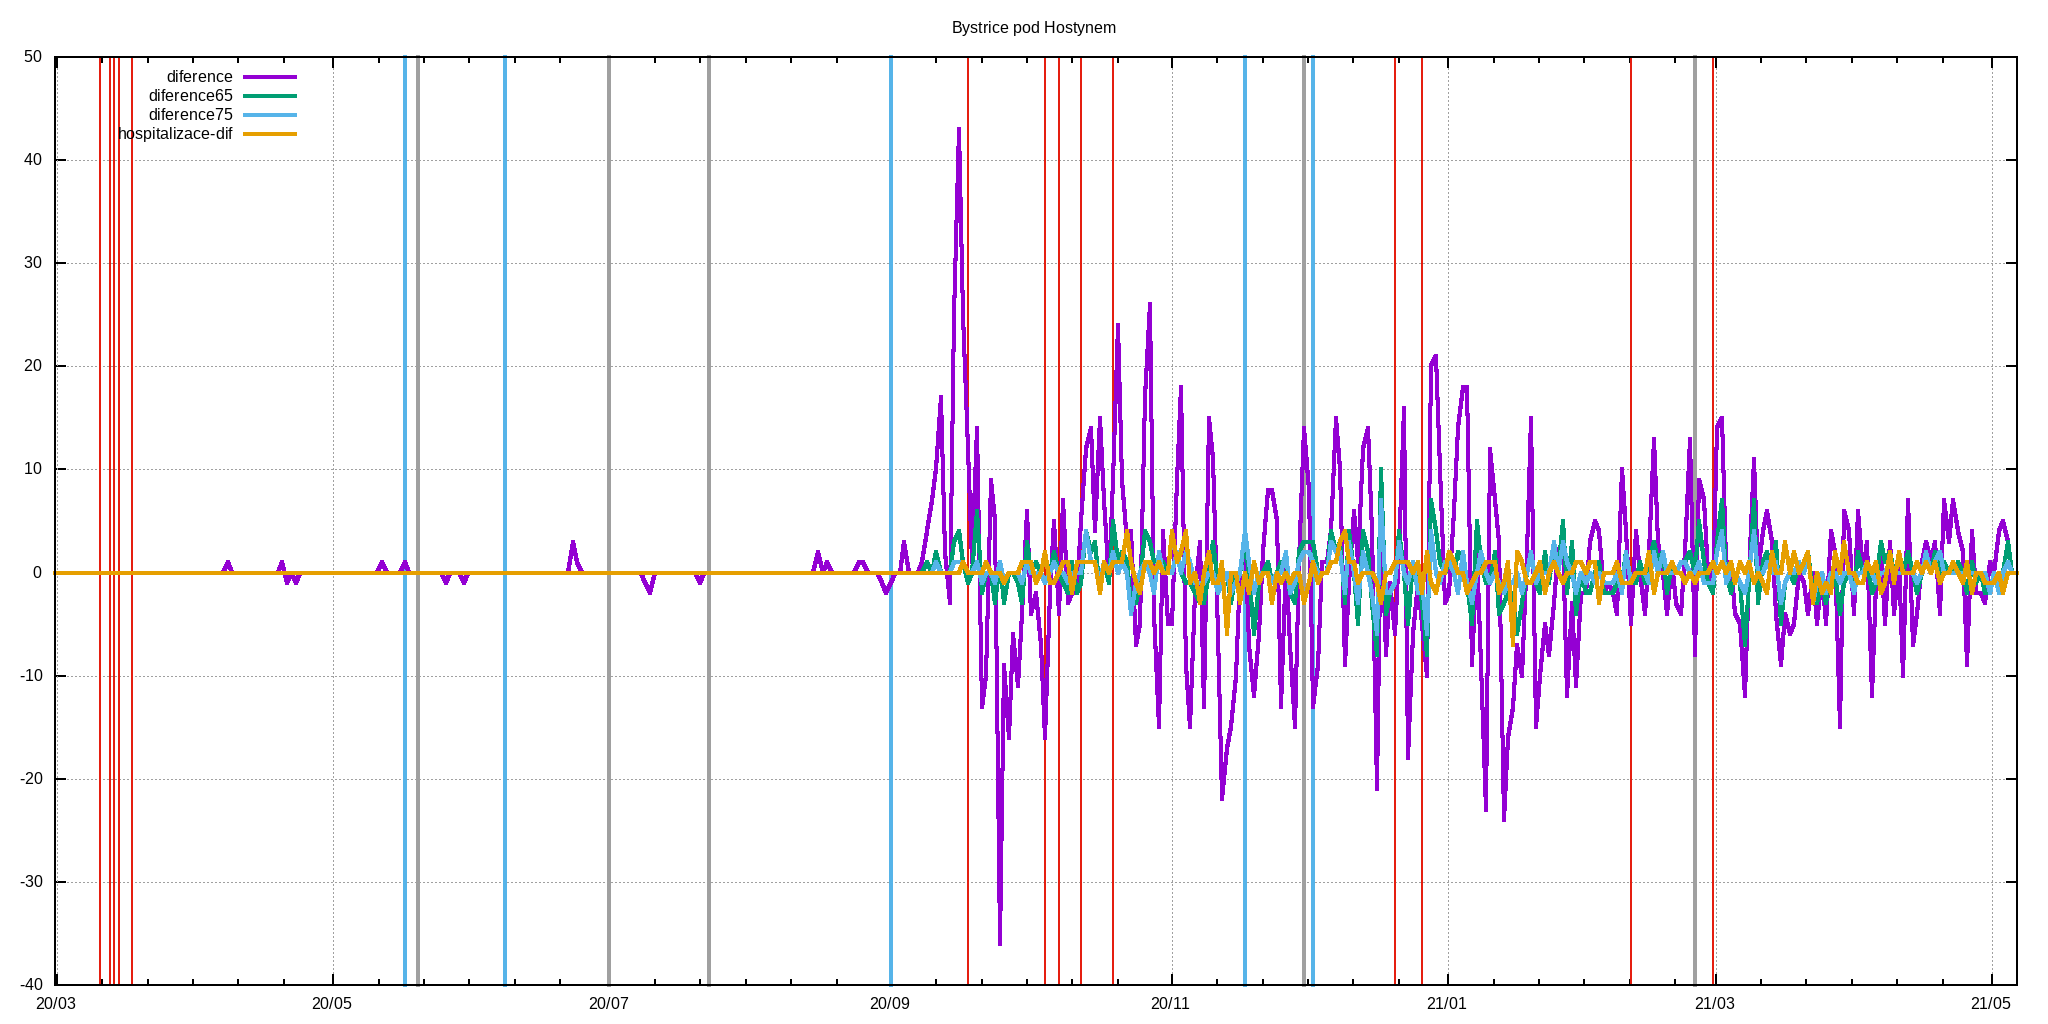 Bystrice pod Hostynem
50
40
30
20
10
0
-10
-20
-30
-40
diference
diference65
diference75
hospitalizace-dif
20/03 20/05 20/07 20/09 20/11 21/01 21/03 21/05